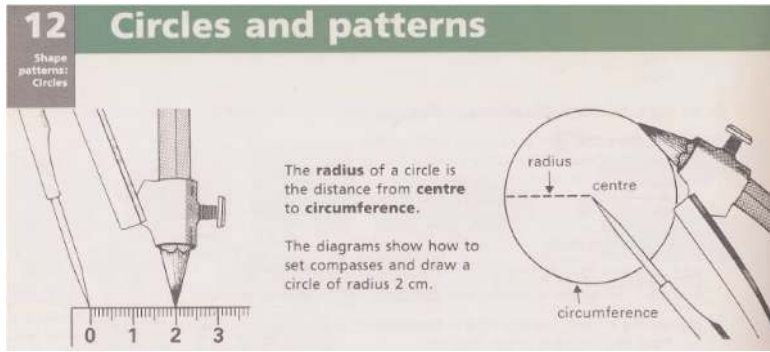 12
Circles and patterns
Shape
patterns:
Circles
The radius of a circle is
the distance from centre
to circumference.
The diagrams show how to
set compasses and draw a
circle of radius 2 cm.
0 1 2 3
radius
centre
circumference